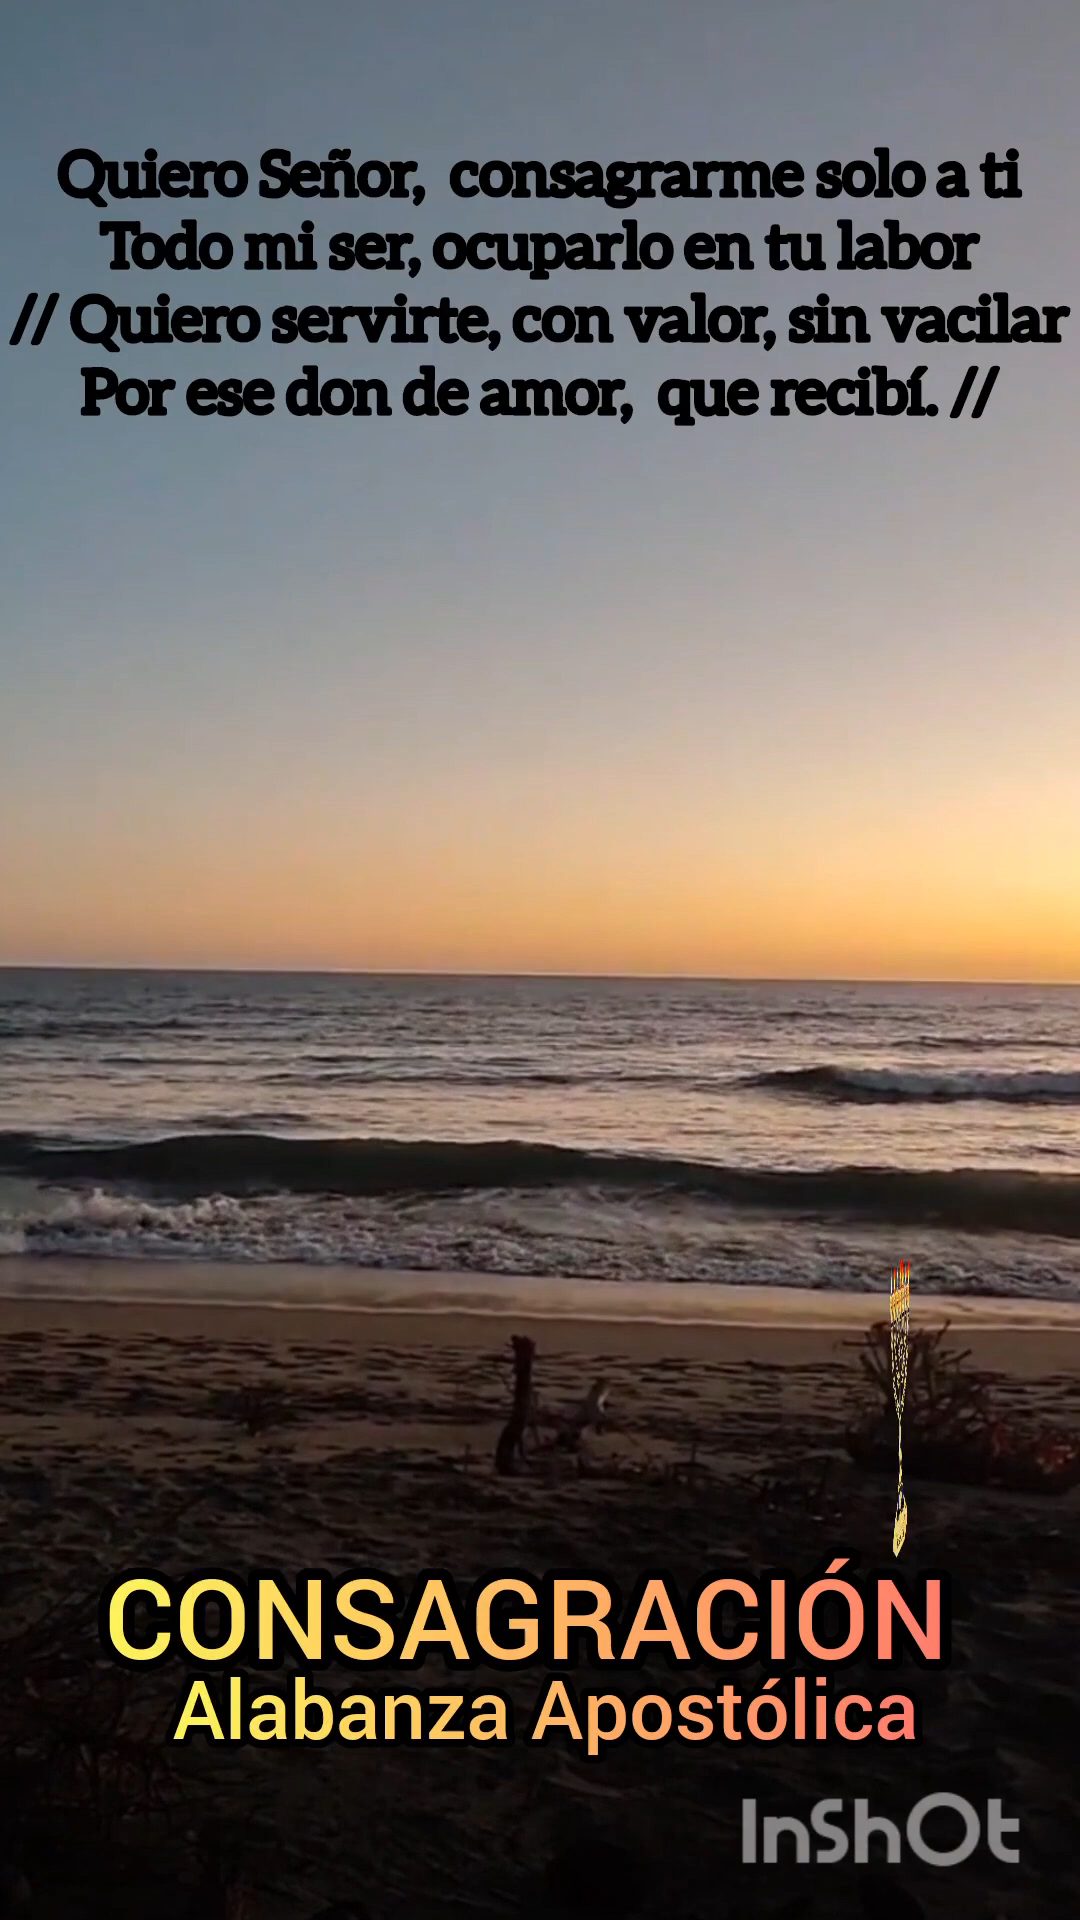 Quiero Señor, consagrarme solo a ti
Todo mi ser, ocuparlo en tu labor
// Quiero servirte, con valor, sin vacilar
Por ese don de amor, que recibí. //
CONSAGRACIÓN
Alabanza Apostólica
InShOt